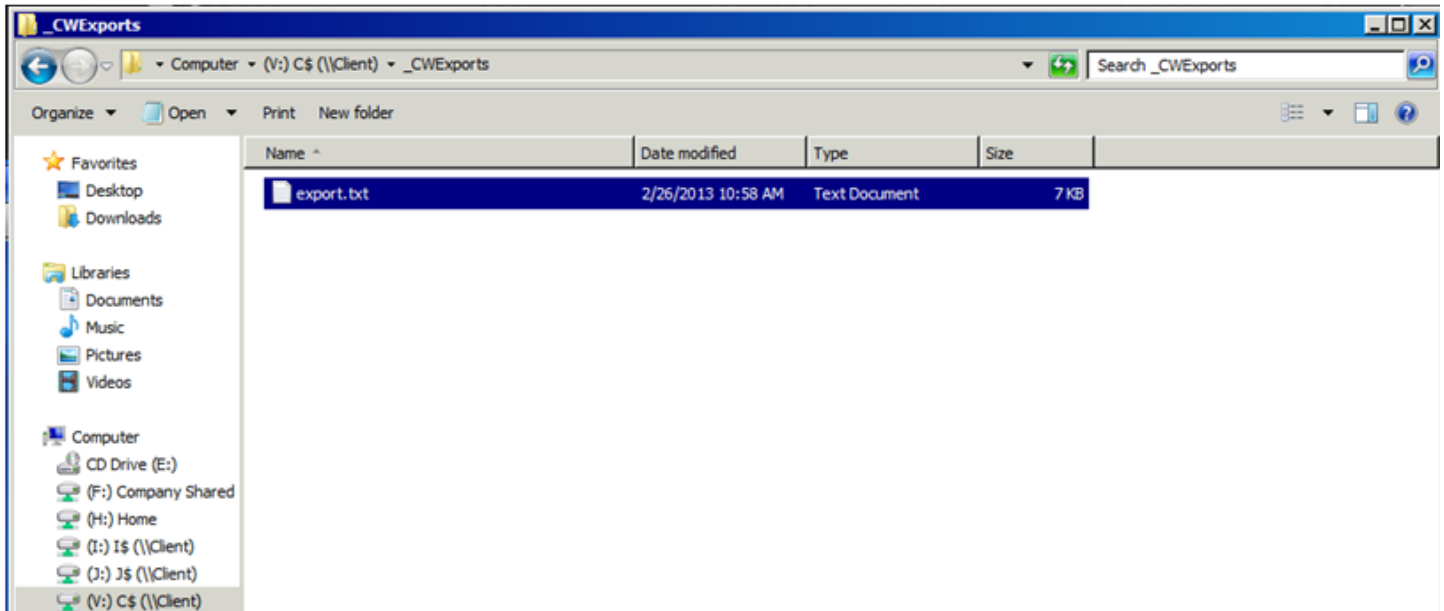 _CWExports
Computer (V:) C$ (\\Client) _CWExports Search _CWExports
Organize Open Print New folder
Name Date modified Type Size
export.txt 2/26/2013 10:58 AM Text Document 7 KB
Favorites
Desktop
Downloads
Libraries
Documents
Music
Pictures
Videos
Computer
CD Drive (E:)
(F:) Company Shared
(H:) Home
(I:) I$ (\\Client)
(J:) J$ (\\Client)
(V:) C$ (\\Client)